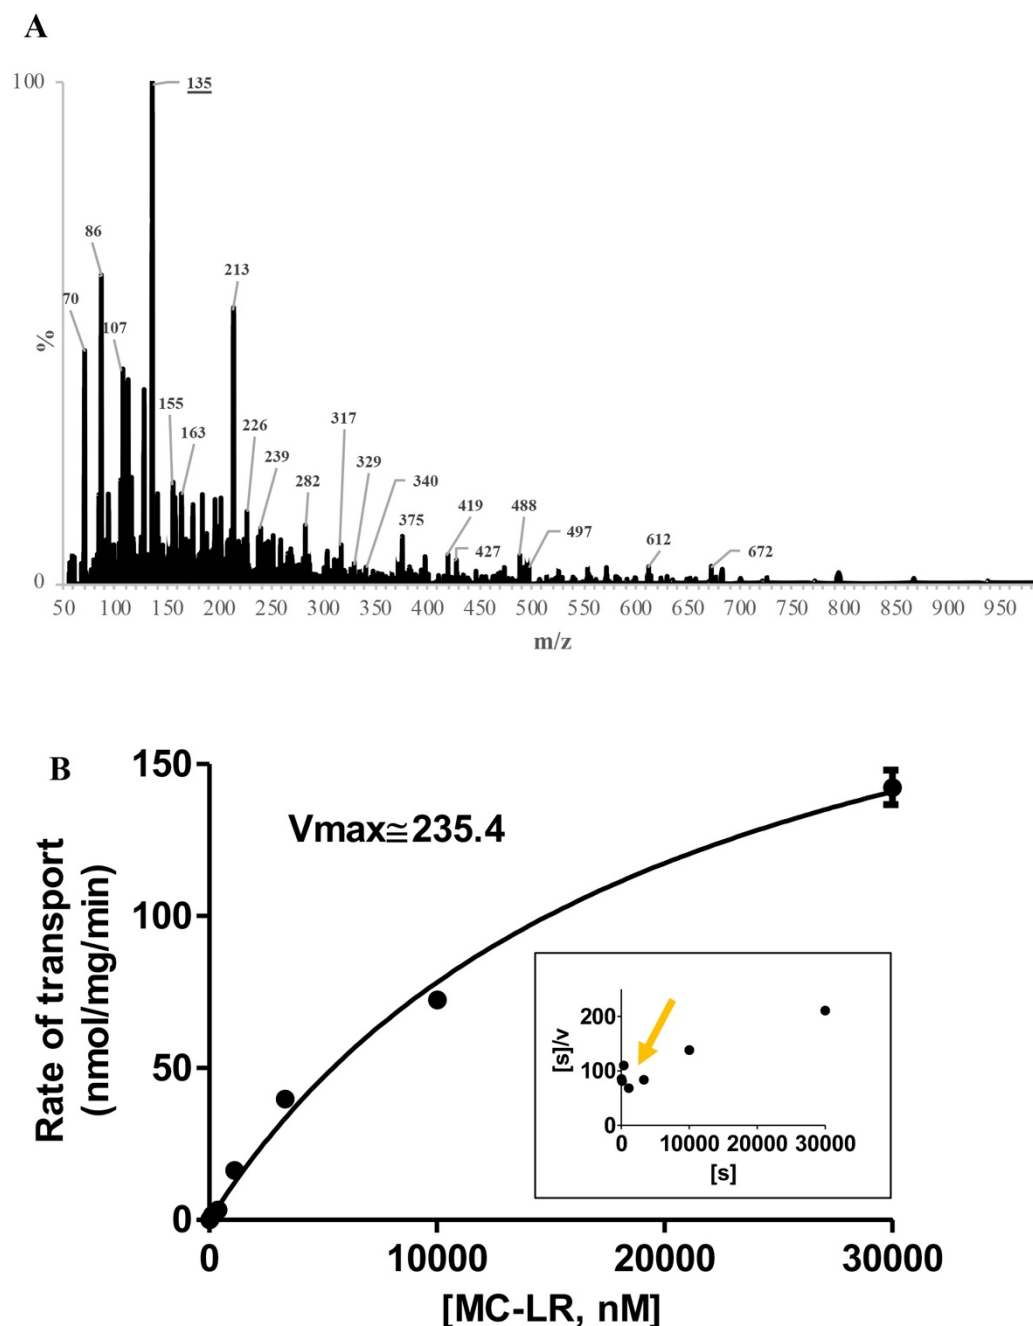 A
100
135
86
213
70
%
107
155
163
226
239
282
317
329
340
375
419
427
488
497
612
672
0
50 100 150 200 250 300 350 400 450 500 550 600 650 700 750 800 850 900 950
m/z
B
150
Vmax≅235.4
100
Rate of transport
(nmol/mg/min)
50
0
0 10000 20000 30000
[MC-LR, nM]
200
[s]/v
100
0
0 10000 20000 30000
[s]